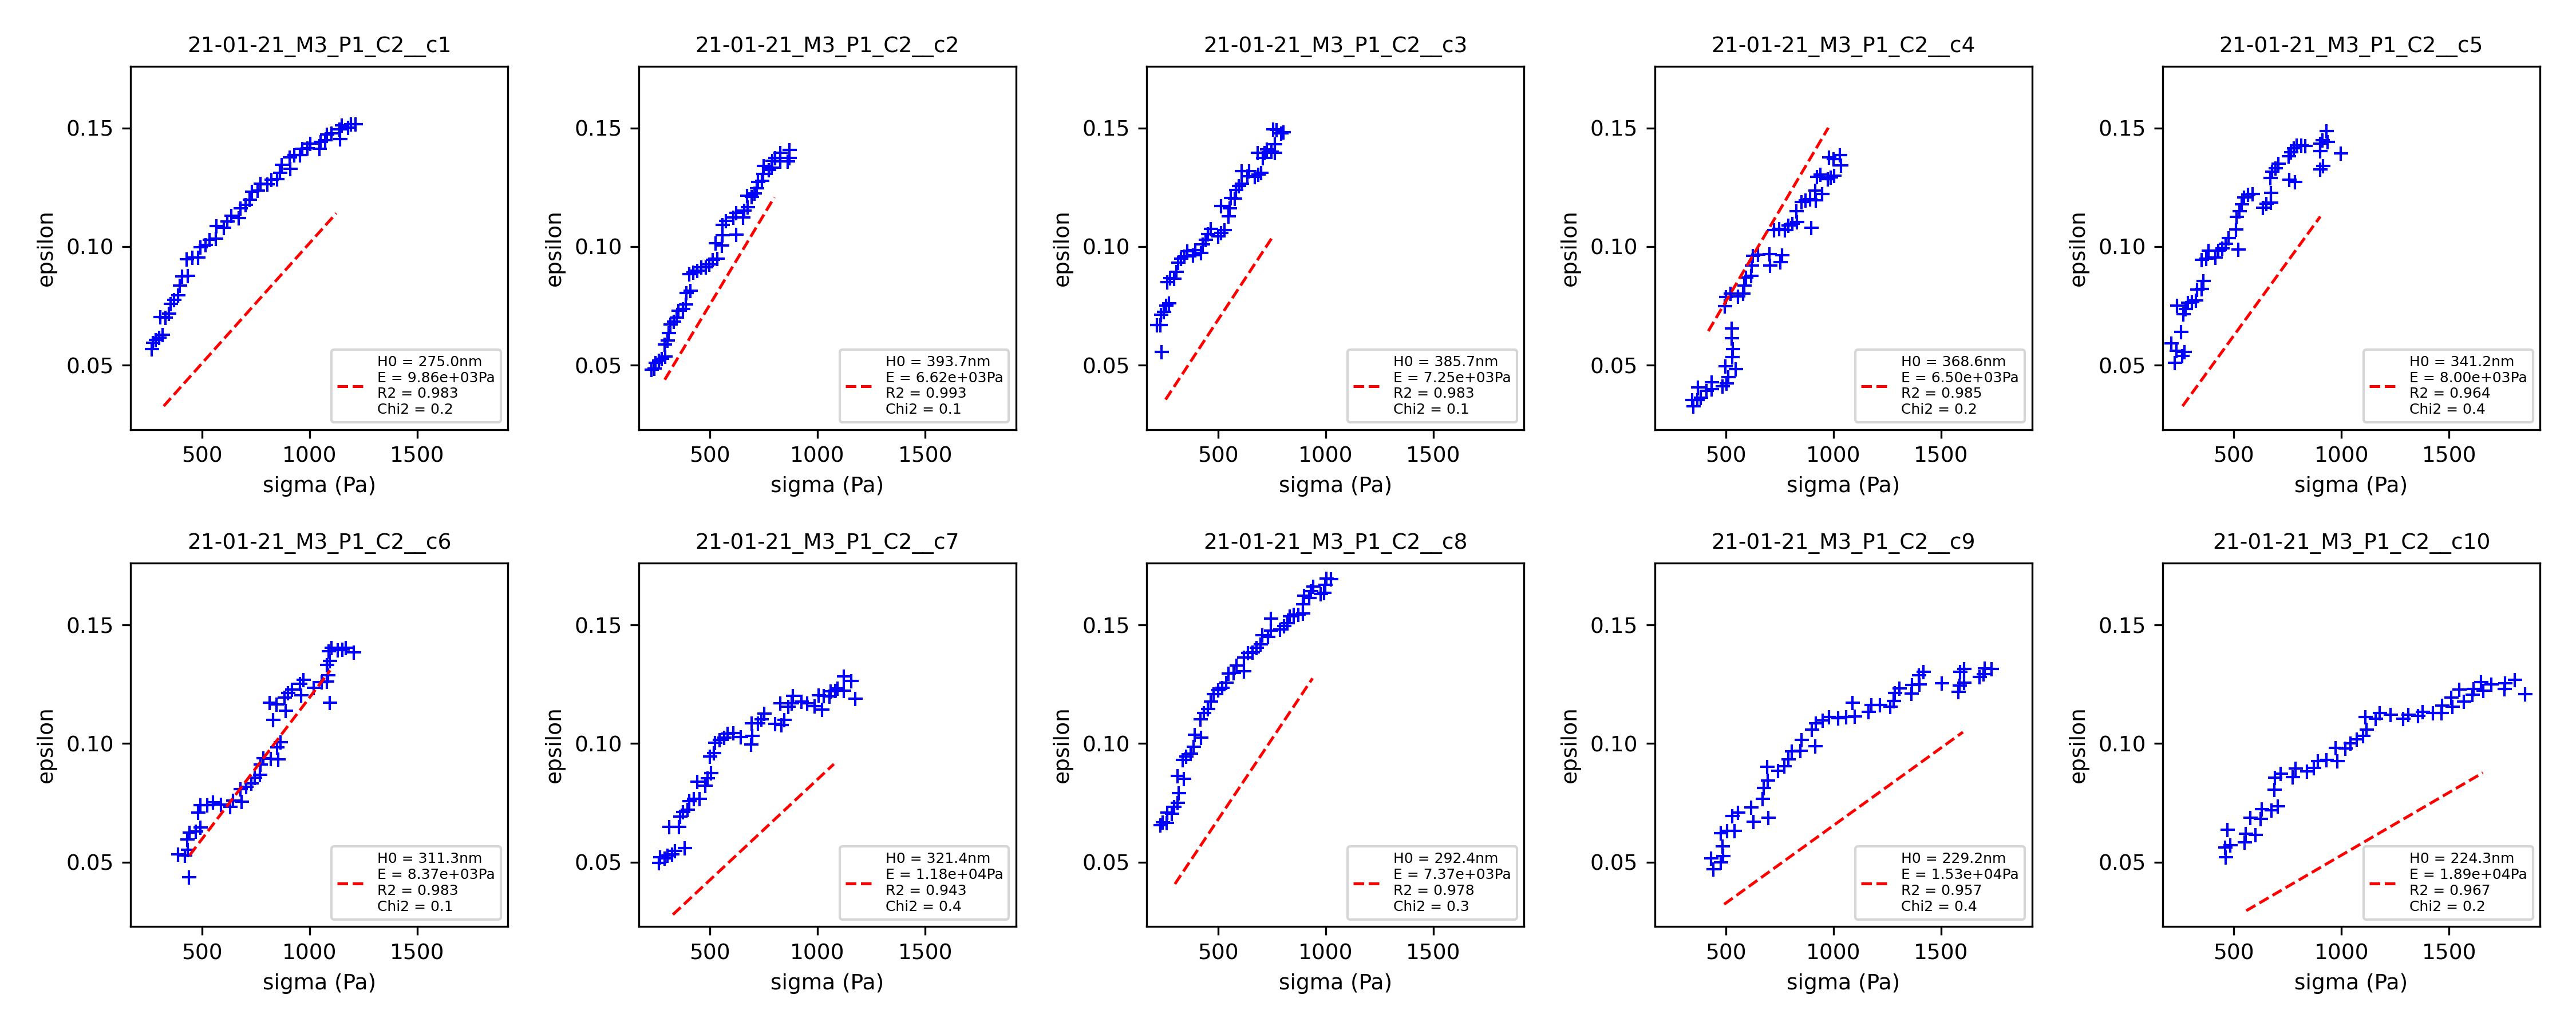 21-01-21_M3_P1_C2__c1
epsilon
0.15
0.10
0.05
500
1000
1500
sigma (Pa)
H0 = 275.0nm
E = 9.86e+03Pa
R2 = 0.983
Chi2 = 0.2
21-01-21_M3_P1_C2__c2
epsilon
0.15
0.10
0.05
500
1000
1500
sigma (Pa)
H0 = 393.7nm
E = 6.62e+03Pa
R2 = 0.993
Chi2 = 0.1
21-01-21_M3_P1_C2__c3
epsilon
0.15
0.10
0.05
500
1000
1500
sigma (Pa)
H0 = 385.7nm
E = 7.25e+03Pa
R2 = 0.983
Chi2 = 0.1
21-01-21_M3_P1_C2__c4
epsilon
0.15
0.10
0.05
500
1000
1500
sigma (Pa)
H0 = 368.6nm
E = 6.50e+03Pa
R2 = 0.985
Chi2 = 0.2
21-01-21_M3_P1_C2__c5
epsilon
0.15
0.10
0.05
500
1000
1500
sigma (Pa)
H0 = 341.2nm
E = 8.00e+03Pa
R2 = 0.964
Chi2 = 0.4
21-01-21_M3_P1_C2__c6
epsilon
0.15
0.10
0.05
500
1000
1500
sigma (Pa)
H0 = 311.3nm
E = 8.37e+03Pa
R2 = 0.983
Chi2 = 0.1
21-01-21_M3_P1_C2__c7
epsilon
0.15
0.10
0.05
500
1000
1500
sigma (Pa)
H0 = 321.4nm
E = 1.18e+04Pa
R2 = 0.943
Chi2 = 0.4
21-01-21_M3_P1_C2__c8
epsilon
0.15
0.10
0.05
500
1000
1500
sigma (Pa)
H0 = 292.4nm
E = 7.37e+03Pa
R2 = 0.978
Chi2 = 0.3
21-01-21_M3_P1_C2__c9
epsilon
0.15
0.10
0.05
500
1000
1500
sigma (Pa)
H0 = 229.2nm
E = 1.53e+04Pa
R2 = 0.957
Chi2 = 0.4
21-01-21_M3_P1_C2__c10
epsilon
0.15
0.10
0.05
500
1000
1500
sigma (Pa)
H0 = 224.3nm
E = 1.89e+04Pa
R2 = 0.967
Chi2 = 0.2